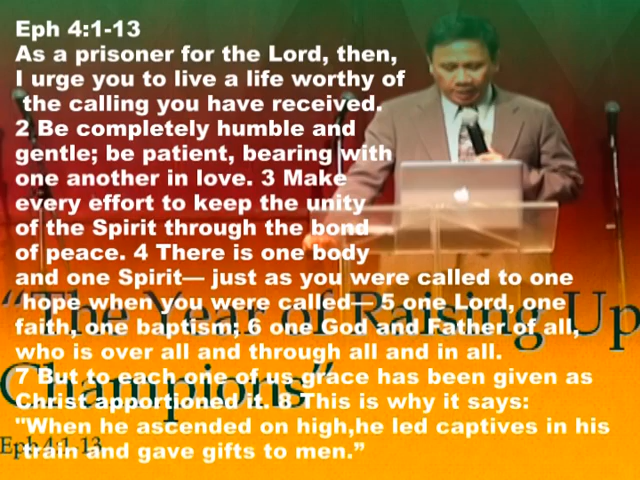 Eph 4:1-13
As a prisoner for the Lord, then,
I urge you to live a life worthy of
the calling you have received.
2 Be completely humble and
gentle; be patient, bearing with
one another in love. 3 Make
every effort to keep the unity
of the Spirit through the bond
of peace. 4 There is one body
and one Spirit— just as you were called to one
hope when you were called— 5 one Lord, one
faith, one baptism; 6 one God and Father of all,
who is over all and through all and in all.
7 But to each one of us grace has been given as
Christ apportioned it. 8 This is why it says:
"When he ascended on high,he led captives in his
train and gave gifts to men.”
“The Year of Raising Up
Champions”
Eph 4:1-13